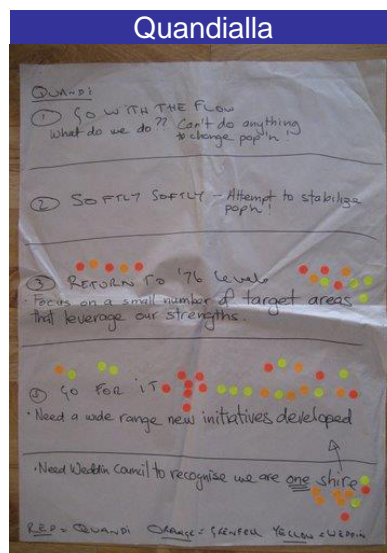 Quandialla
QUANDI
① GO WITH THE FLOW
What do we do?? Can't do anything
to change pop'n!
② SOFTLY SOFTLY - Attempt to stabilize
pop'n!
③ RETURN TO '76 Levels
· Focus on a small number of target areas
that leverage our strengths.
GO FOR IT
· Need a wide range new initiatives developed
· Need Weddin Council to recognise we are one shire
RED = QUANDI ORANGE = GRENFELL YELLOW = WEDDIN